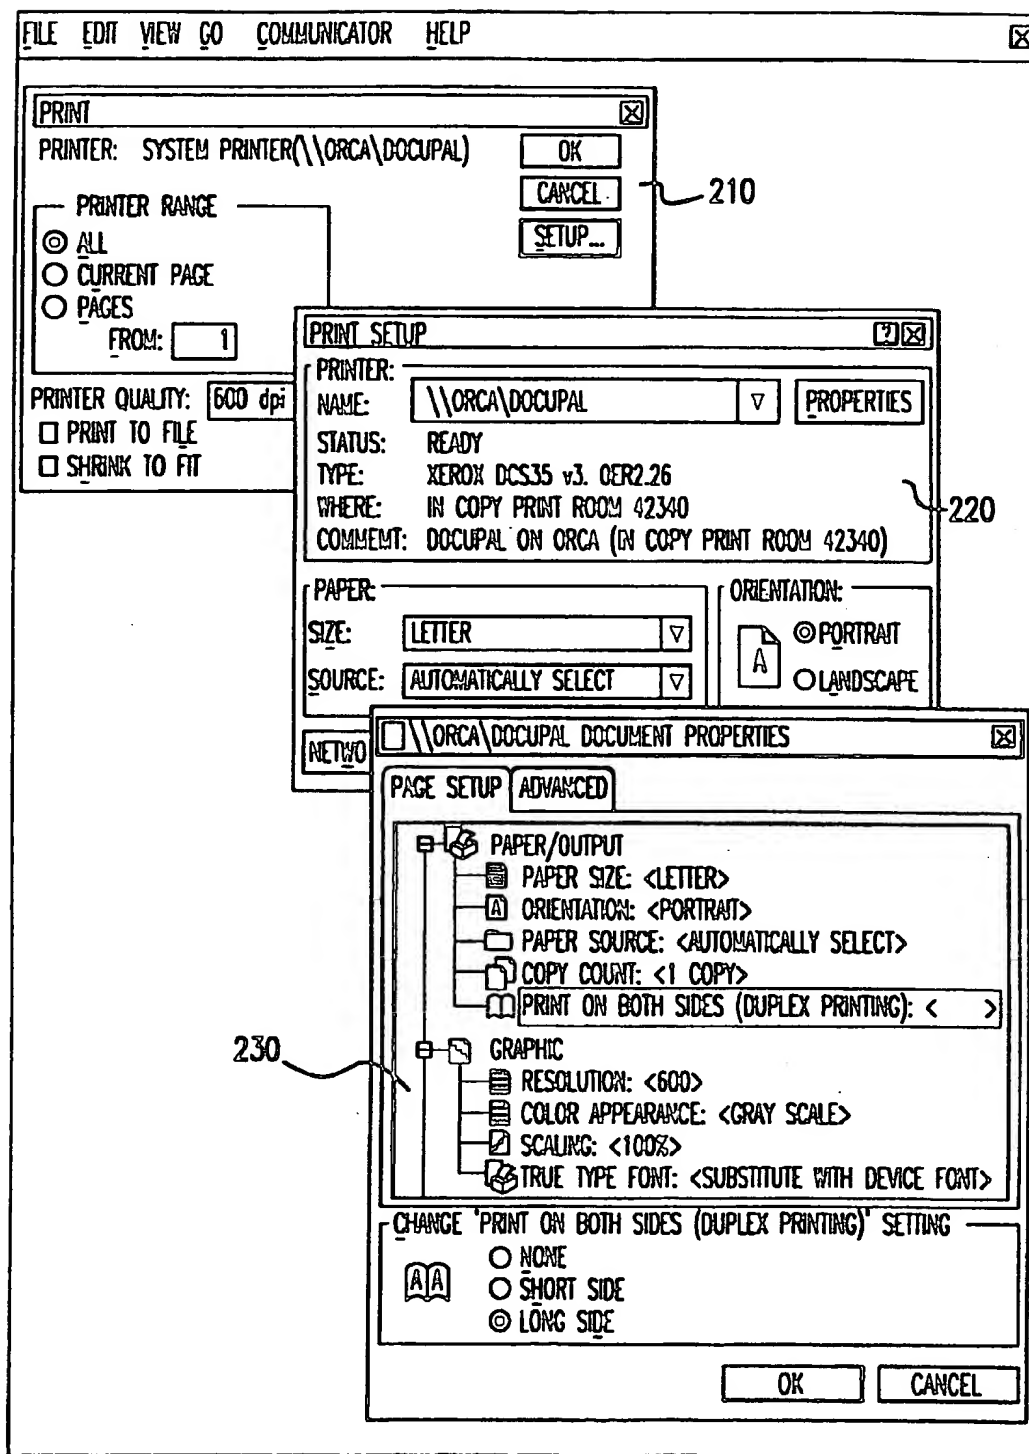 FILE EDIT VIEW GO COMMUNICATOR HELP
PRINT
PRINTER: SYSTEM PRINTER(\\ORCA\DOCUPAL)
OK
CANCEL
SETUP...
210
PRINTER RANGE
ALL
CURRENT PAGE
PAGES
FROM: 1
PRINTER QUALITY: 600 dpi
PRINT TO FILE
SHRINK TO FIT
PRINT SETUP
PRINTER:
NAME: \\ORCA\DOCUPAL PROPERTIES
STATUS: READY
TYPE: XEROX DCS35 v3. OER2.26
WHERE: IN COPY PRINT ROOM 42340
COMMEMT: DOCUPAL ON ORCA (IN COPY PRINT ROOM 42340)
220
PAPER:
SIZE: LETTER
SOURCE: AUTOMATICALLY SELECT
ORIENTATION:
A
PORTRAIT
LANDSCAPE
NETWO
\\ORCA\DOCUPAL DOCUMENT PROPERTIES
PAGE SETUP ADVANCED
PAPER/OUTPUT
PAPER SIZE: <LETTER>
A ORIENTATION: <PORTRAIT>
PAPER SOURCE: <AUTOMATICALLY SELECT>
COPY COUNT: <1 COPY>
PRINT ON BOTH SIDES (DUPLEX PRINTING): < >
230
GRAPHIC
RESOLUTION: <600>
COLOR APPEARANCE: <GRAY SCALE>
SCALING: <100%>
TRUE TYPE FONT: <SUBSTITUTE WITH DEVICE FONT>
CHANGE 'PRINT ON BOTH SIDES (DUPLEX PRINTING)' SETTING
A A
NONE
SHORT SIDE
LONG SIDE
OK CANCEL